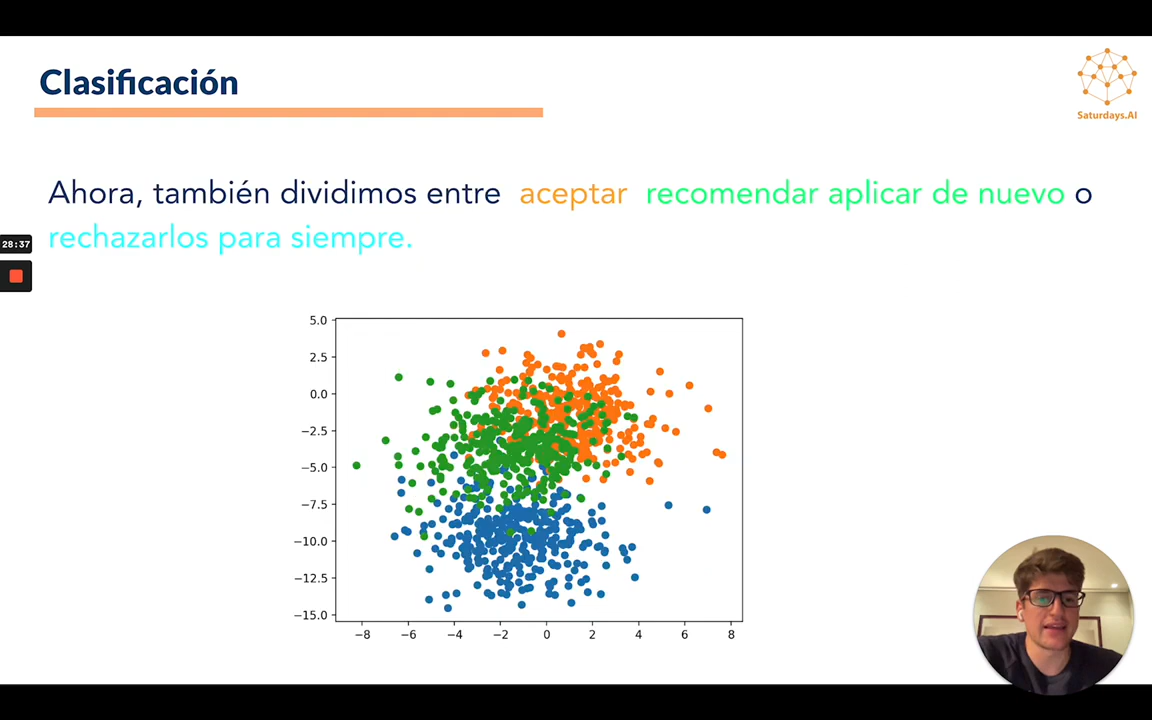 Clasificación
Saturdays.AI
Ahora, también dividimos entre aceptar recomendar aplicar de nuevo o
rechazarlos para siempre.
28:37
5.0
2.5
0.0
−2.5
−5.0
−7.5
−10.0
−12.5
−15.0
−8 −6 −4 −2 0 2 4 6 8